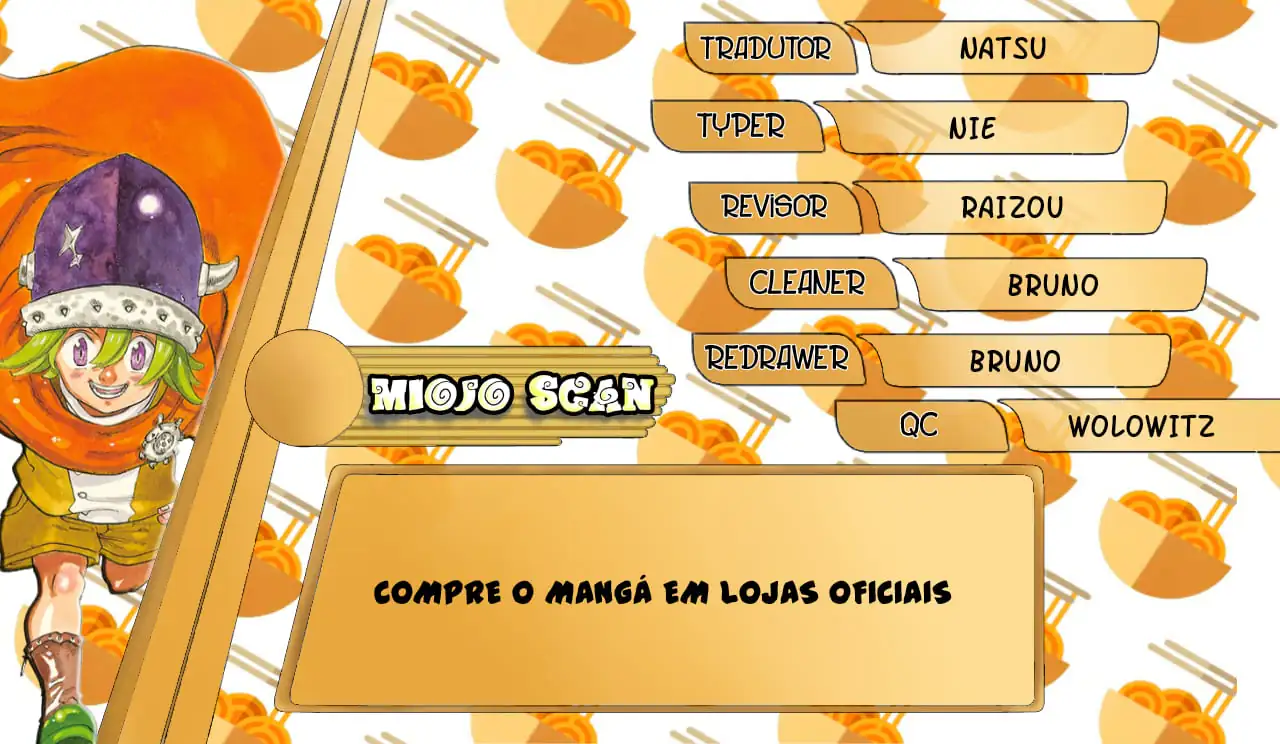 TRADUTOR NATSU
TYPER NIE
REVISOR RAIZOU
CLEANER BRUNO
REDRAWER BRUNO
MIOJO SCAN
QC WOLOWITZ
COMPRE O MANGÁ EM LOJAS OFICIAIS